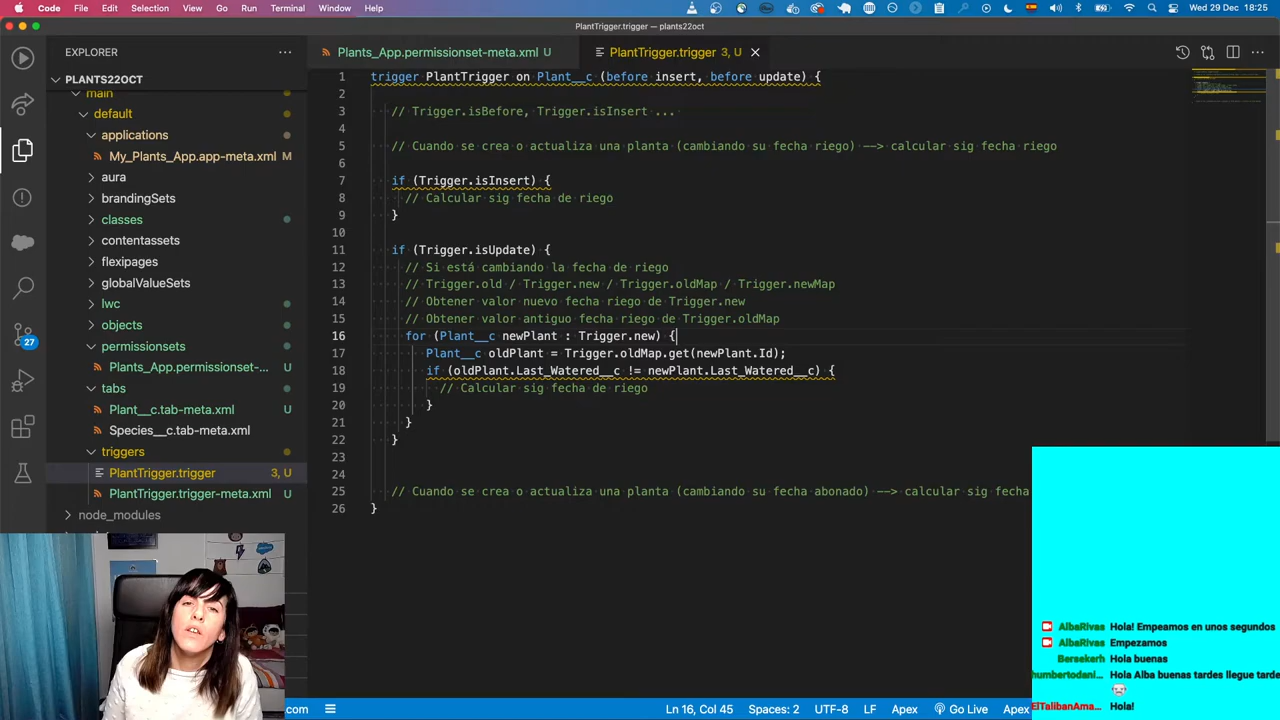 Code File Edit Selection View Go Run Terminal Window Help
Wed 29 Dec 18:25
PlantTrigger.trigger — plants22oct
EXPLORER
Plants_App.permissionset-meta.xml U
PlantTrigger.trigger 3, U
PLANTS22OCT
main
default
applications
My_Plants_App.app-meta.xml M
aura
brandingSets
classes
contentassets
flexipages
globalValueSets
lwc
objects
permissionsets
Plants_App.permissionset-... U
tabs
Plant__c.tab-meta.xml U
Species__c.tab-meta.xml
triggers
PlantTrigger.trigger 3, U
PlantTrigger.trigger-meta.xml U
node_modules
27
1 trigger PlantTrigger on Plant__c (before insert, before update) {
2
3 // Trigger.isBefore, Trigger.isInsert ...
4
5 // Cuando se crea o actualiza una planta (cambiando su fecha riego) --> calcular sig fecha riego
6
7 if (Trigger.isInsert) {
8 // Calcular sig fecha de riego
9 }
10
11 if (Trigger.isUpdate) {
12 // Si está cambiando la fecha de riego
13 // Trigger.old / Trigger.new / Trigger.oldMap / Trigger.newMap
14 // Obtener valor nuevo fecha riego de Trigger.new
15 // Obtener valor antiguo fecha riego de Trigger.oldMap
16 for (Plant__c newPlant : Trigger.new) {
17 Plant__c oldPlant = Trigger.oldMap.get(newPlant.Id);
18 if (oldPlant.Last_Watered__c != newPlant.Last_Watered__c) {
19 // Calcular sig fecha de riego
20 }
21 }
22 }
23
24
25 // Cuando se crea o actualiza una planta (cambiando su fecha abonado) --> calcular sig fecha
26 }
AlbaRivas Hola! Empeamos en unos segundos
AlbaRivas Empezamos
Bersekerh Hola buenas
humbertodani... Hola Alba buenas tardes llegue tarde
ElTalibanAma... Hola!
.com
Ln 16, Col 45 Spaces: 2 UTF-8 LF Apex Go Live Apex